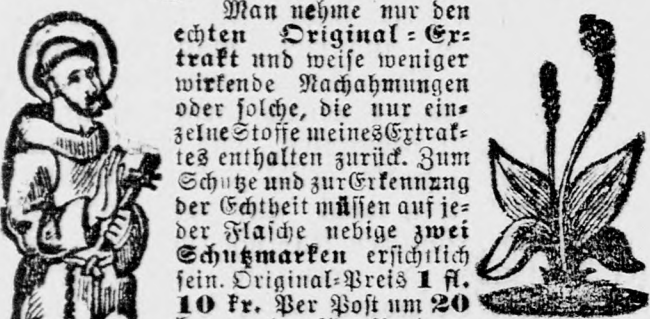 Man nehme nur den
echten Original-Ex-
trakt und weise weniger
wirkende Nachahmungen
oder solche, die nur ein-
zelne Stoffe meines Extrak-
tes enthalten zurück. Zum
Schutze und zur Erkennzng
der Echtheit müssen auf je-
der Flasche nebige zwei
Schutzmarken ersichtlich
sein. Original-Preis 1 fl.
10 kr. Per Post um 20